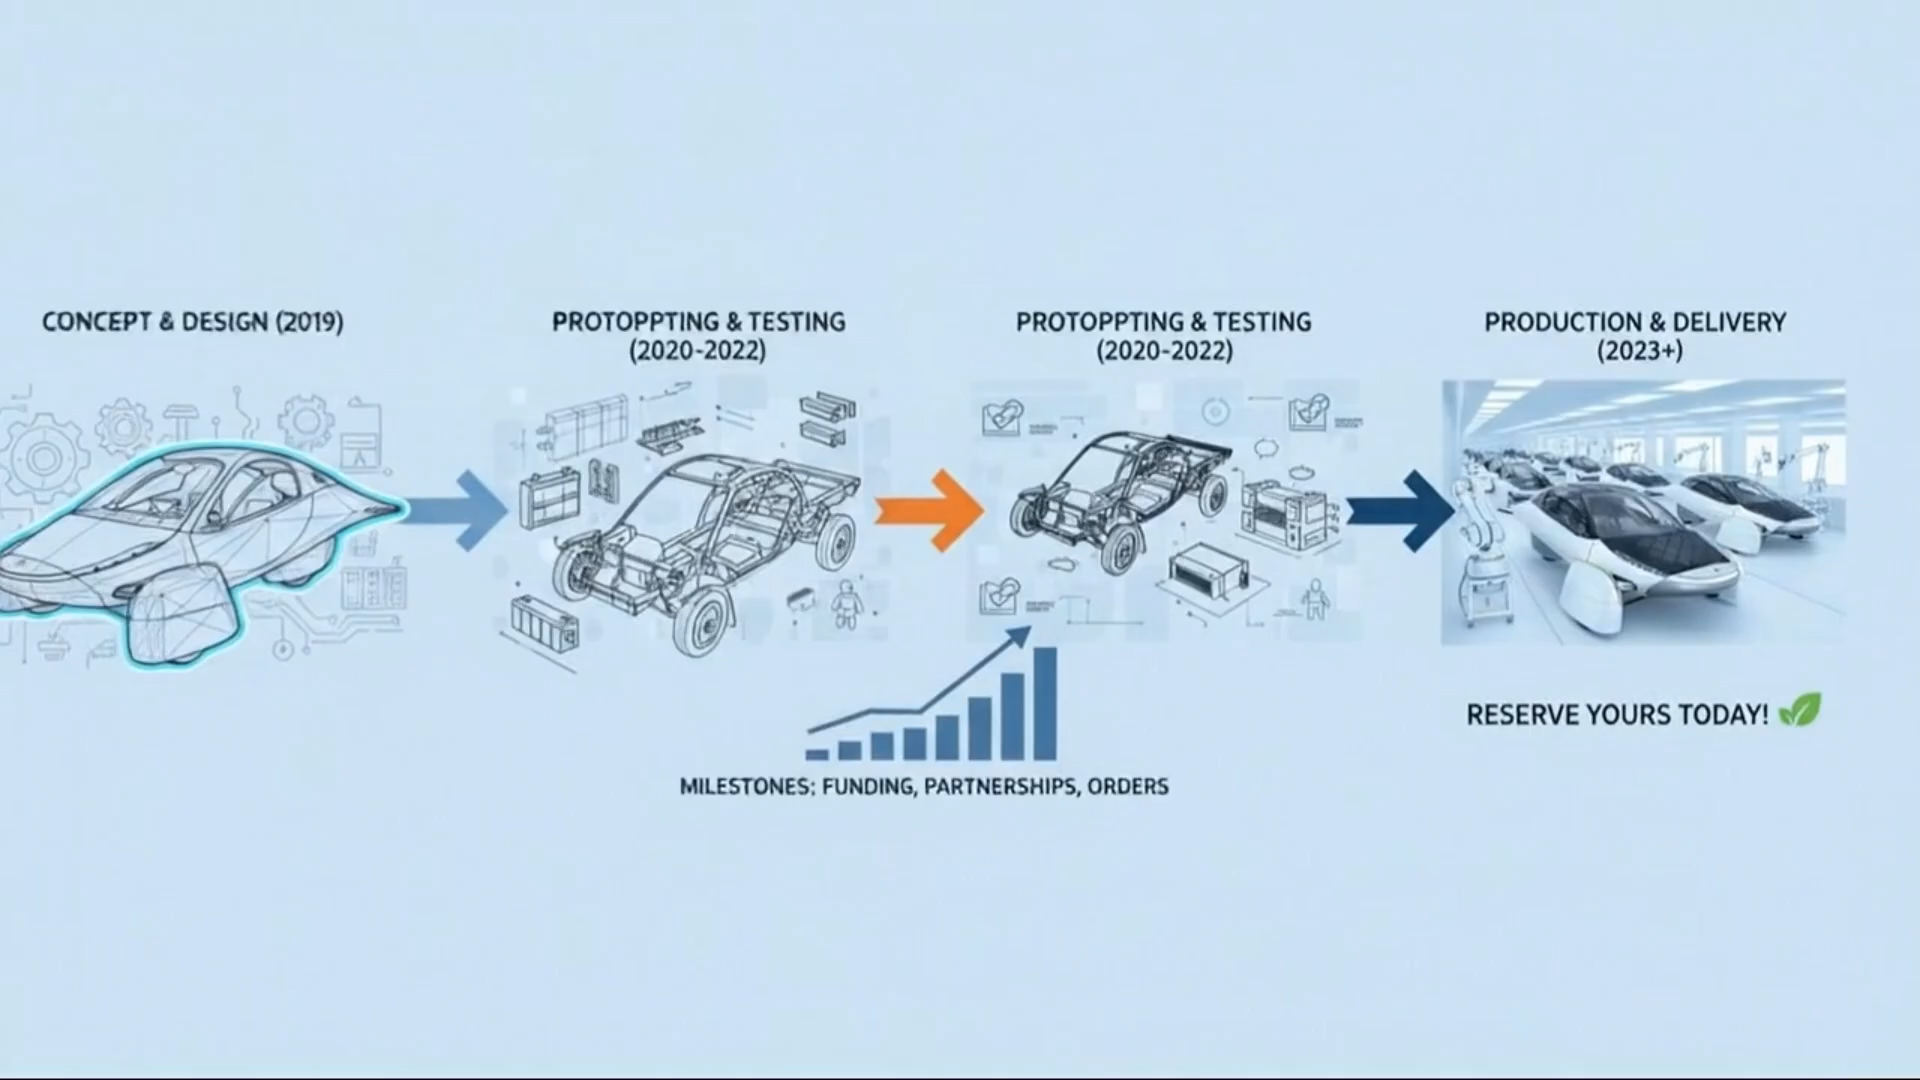 CONCEPT & DESIGN (2019)
PROTOPPTING & TESTING
(2020-2022)
PROTOPPTING & TESTING
(2020-2022)
PRODUCTION & DELIVERY
(2023+)
RESERVE YOURS TODAY!
MILESTONES: FUNDING, PARTNERSHIPS, ORDERS